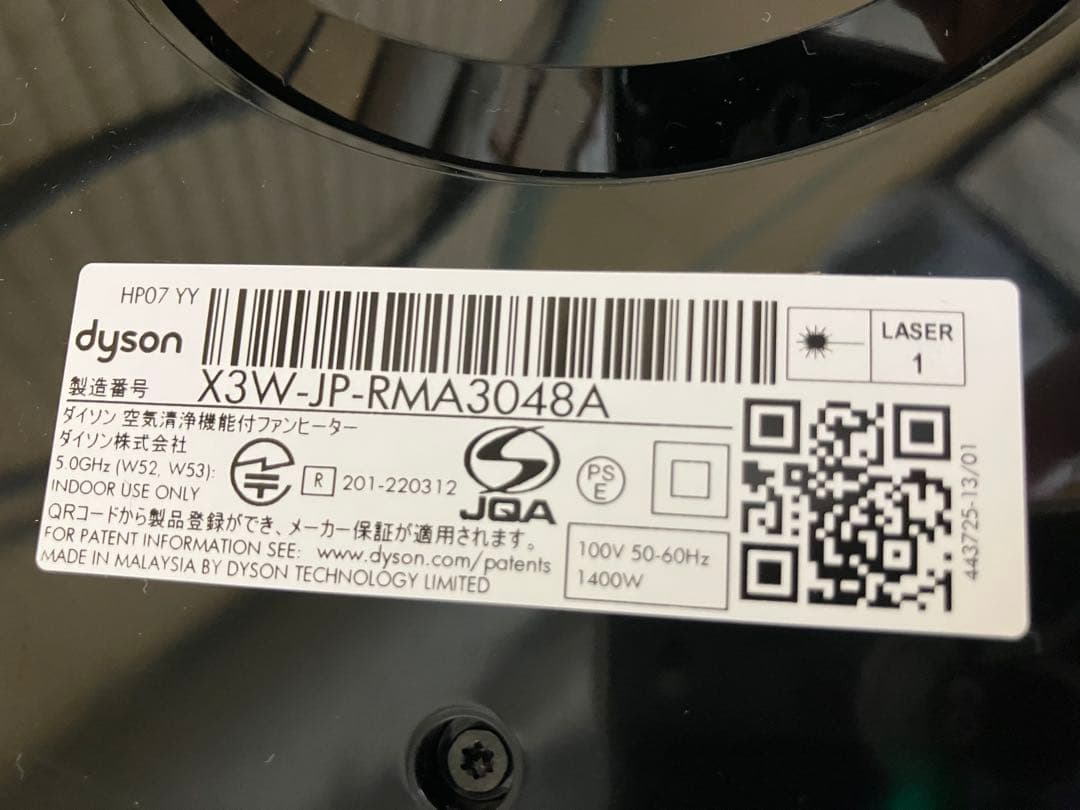 HP07 YY
dyson
LASER
1
製造番号 X3W-JP-RMA3048A
ダイソン 空気清浄機能付ファンヒーター
ダイソン株式会社
5.0GHz (W52, W53):
INDOOR USE ONLY
R 201-220312
JQA
PS
E
QRコードから製品登録ができ、メーカー保証が適用されます。
FOR PATENT INFORMATION SEE: www.dyson.com/patents
MADE IN MALAYSIA BY DYSON TECHNOLOGY LIMITED
100V 50-60Hz
1400W
443725-13/01